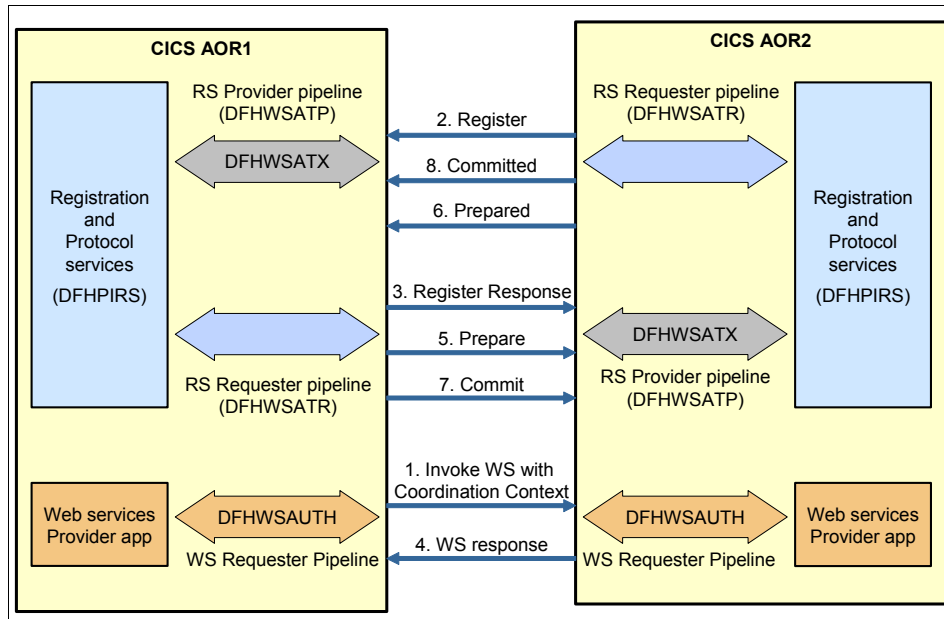 CICS AOR1
CICS AOR2
RS Provider pipeline
(DFHWSATP)
DFHWSATX
Registration
and
Protocol
services
(DFHPIRS)
RS Requester pipeline
(DFHWSATR)
2. Register
8. Committed
6. Prepared
3. Register Response
5. Prepare
7. Commit
RS Requester pipeline
(DFHWSATR)
Registration
and
Protocol
services
(DFHPIRS)
DFHWSATX
RS Provider pipeline
(DFHWSATP)
Web services
Provider app
DFHWSAUTH
WS Requester Pipeline
1. Invoke WS with
Coordination Context
4. WS response
DFHWSAUTH
WS Requester Pipeline
Web services
Provider app